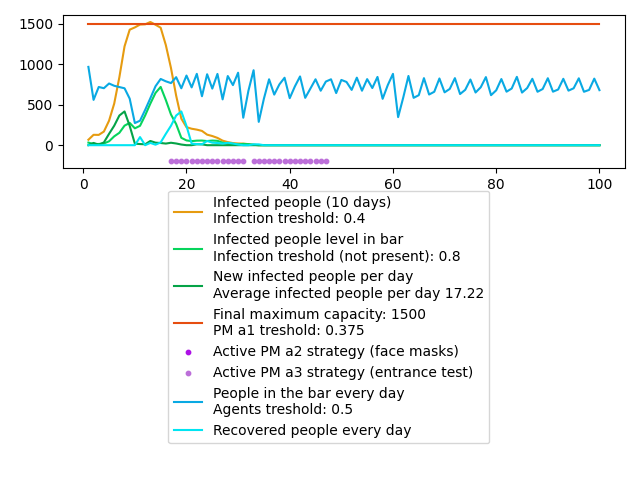 1500
1000
500
0
0
20
40
60
80
100
Infected people (10 days)
Infection treshold: 0.4
Infected people level in bar
Infection treshold (not present): 0.8
New infected people per day
Average infected people per day 17.22
Final maximum capacity: 1500
PM a1 treshold: 0.375
Active PM a2 strategy (face masks)
Active PM a3 strategy (entrance test)
People in the bar every day
Agents treshold: 0.5
Recovered people every day